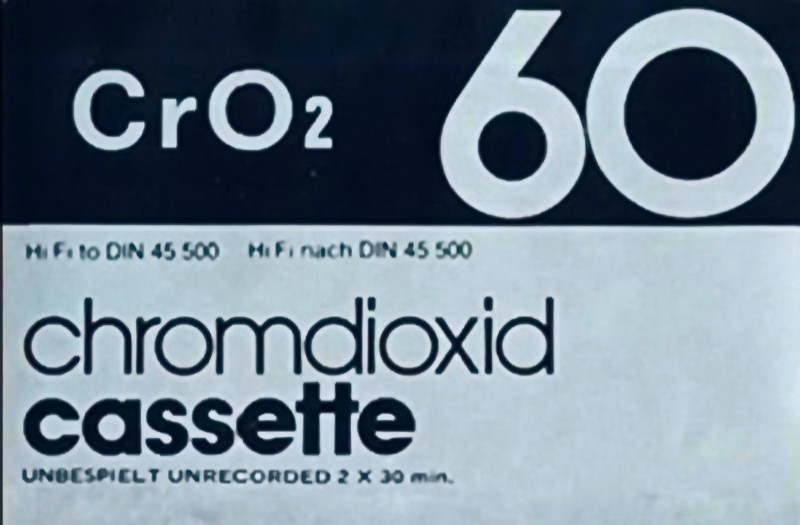 CrO2 60
Hi Fi to DIN 45 500 Hi Fi nach DIN 45 500
chromdioxid
cassette
UNBESPIELT UNRECORDED 2 X 30 min.